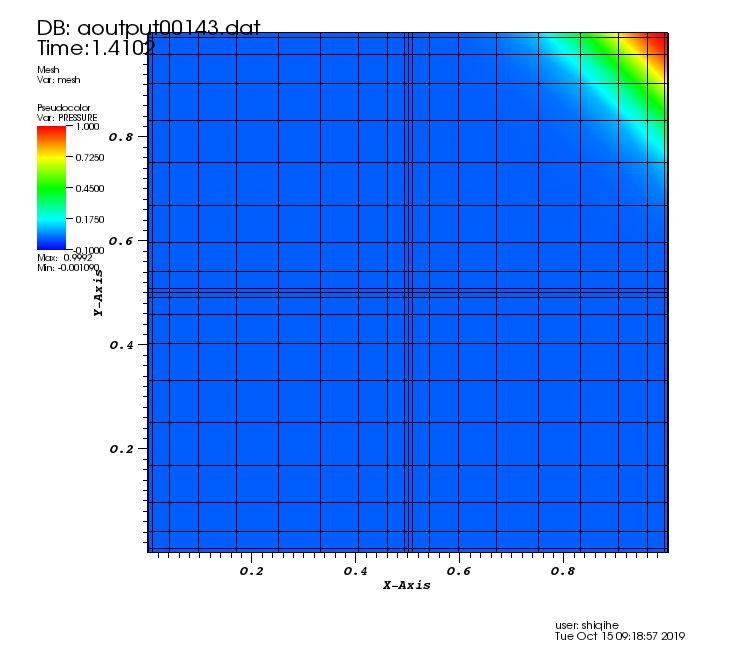 DB: aoutput00143.dat
Time:1.4102
Mesh
Var: mesh
Pseudocolor
Var: PRESSURE
1.000
0.7250
0.4500
0.1750
-0.1000
Max: 0.9992
Min: -0.001090
0.8
0.6
0.4
0.2
Y-Axis
0.2 0.4 0.6 0.8
X-Axis
user: shiqihe
Tue Oct 15 09:18:57 2019